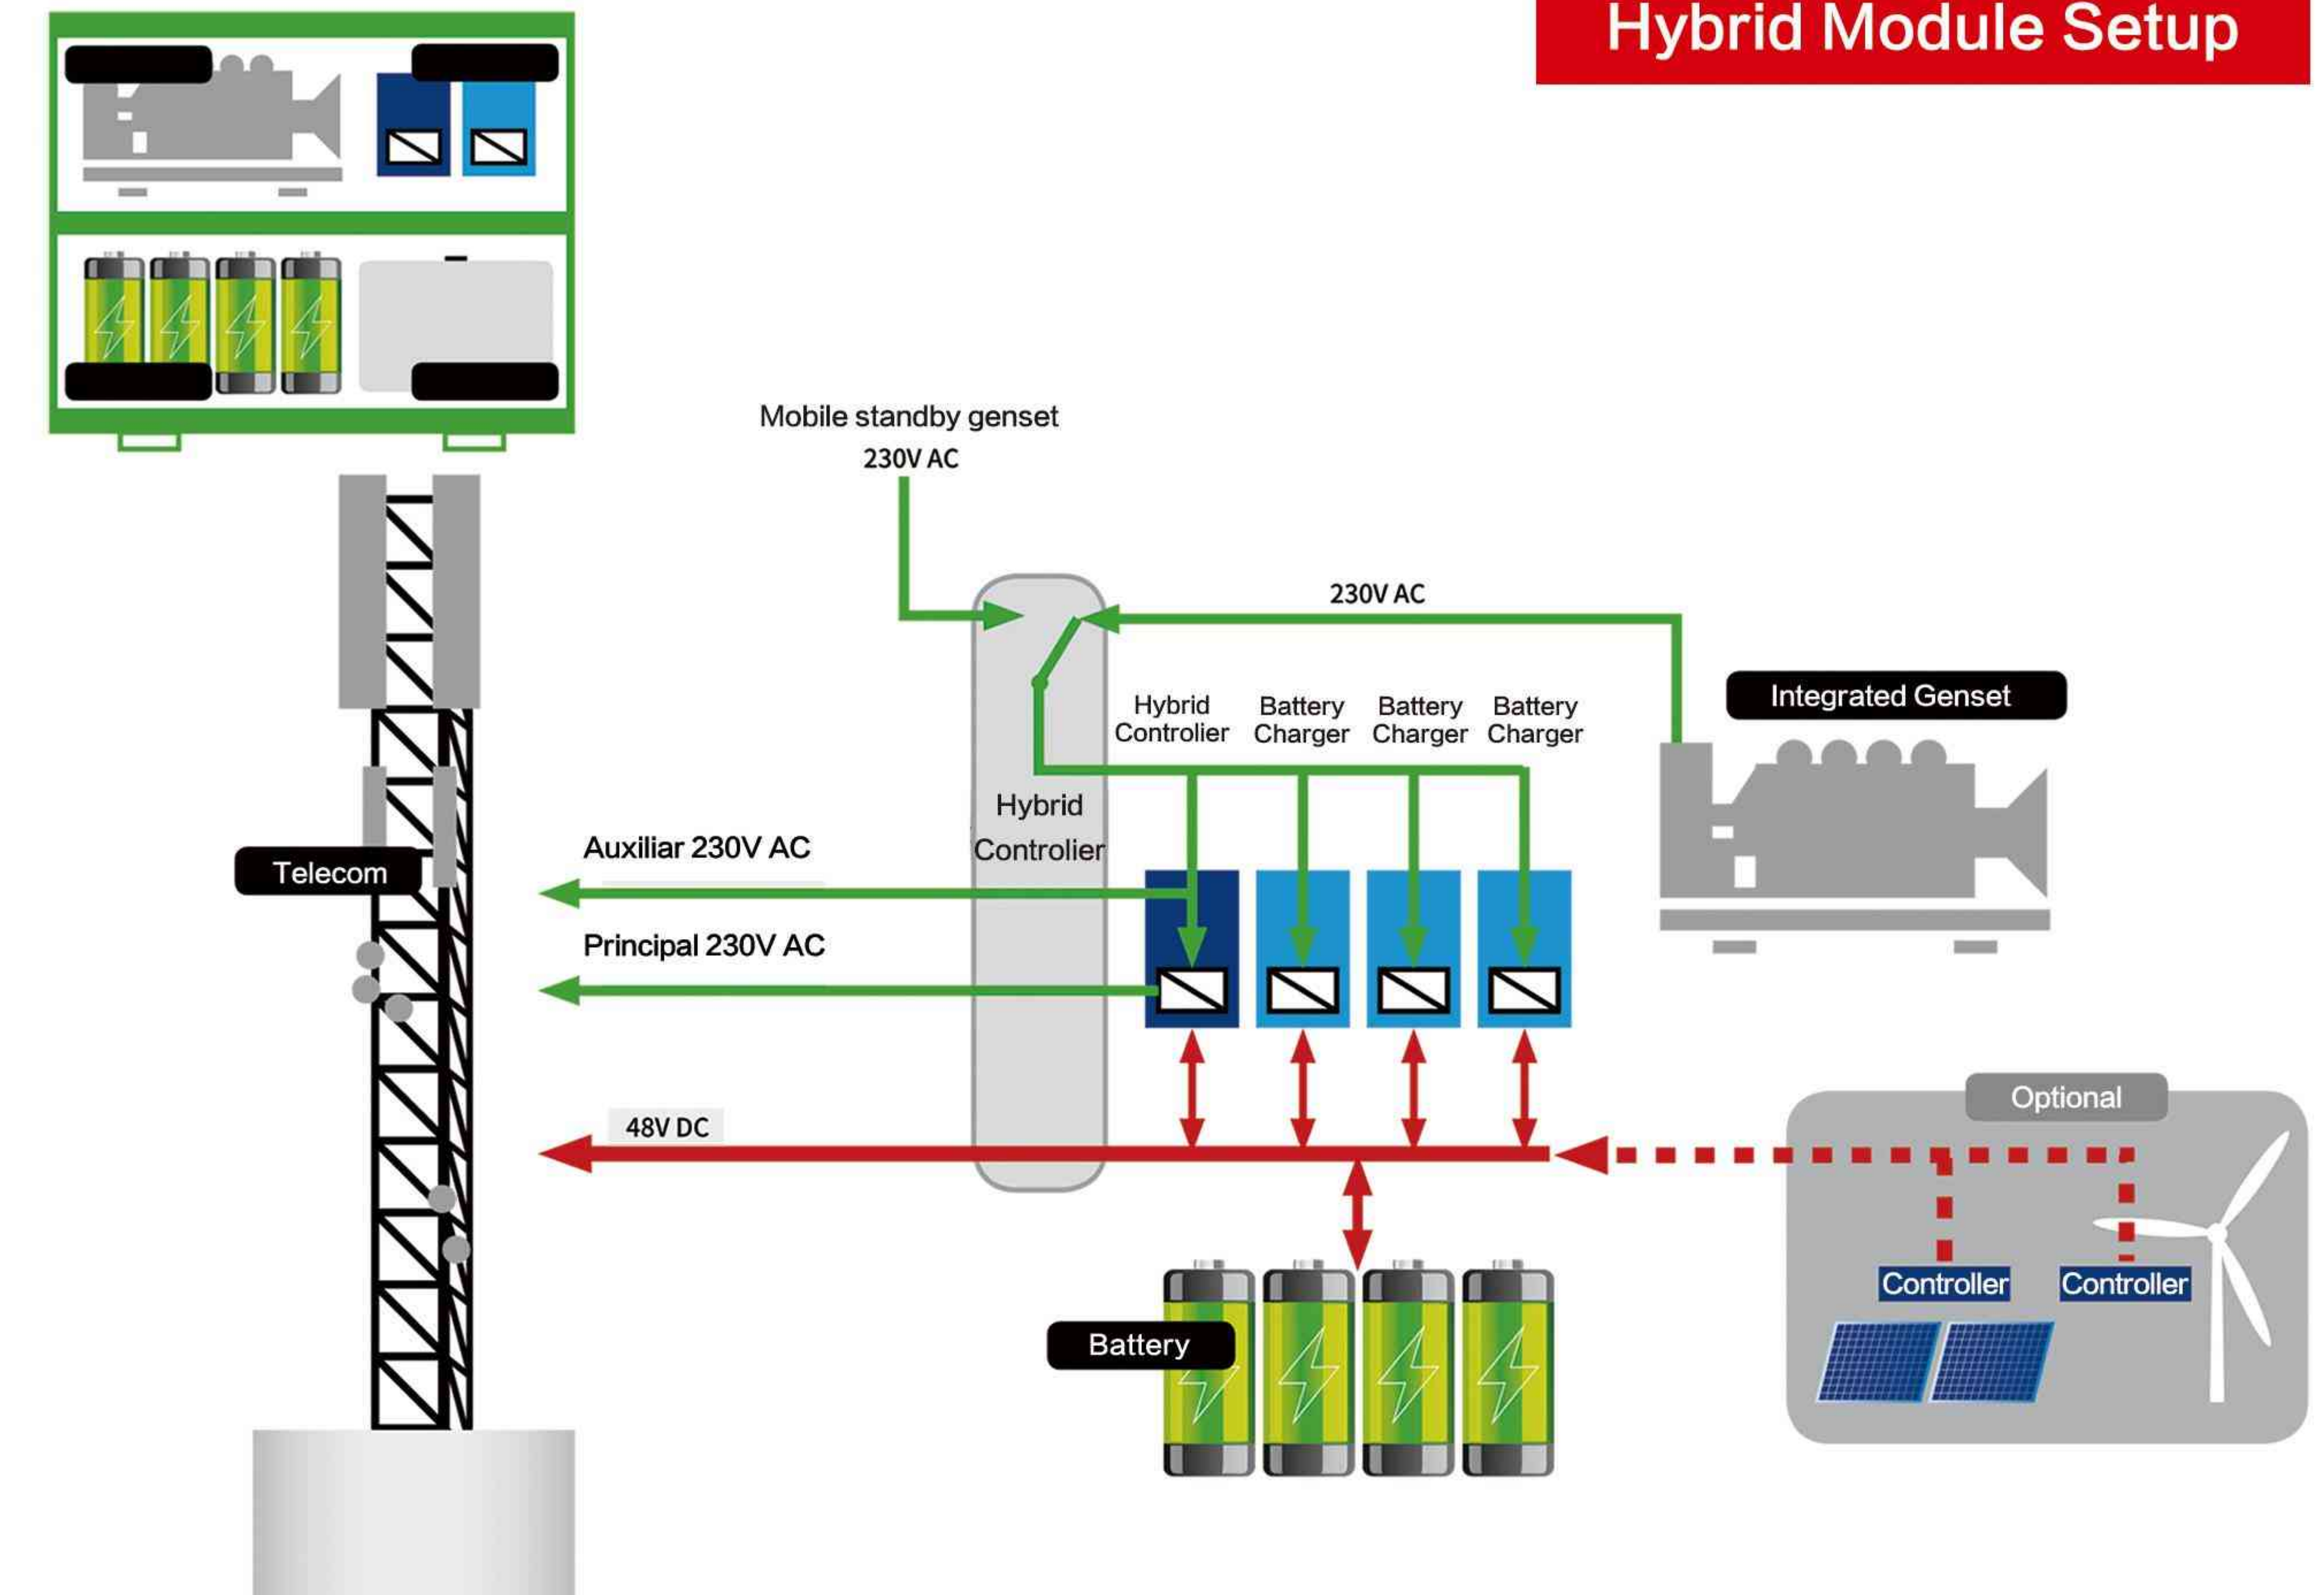 Hybrid Module Setup
Mobile standby genset
230V AC
230V AC
Integrated Genset
Hybrid
Controlier
Battery
Charger
Battery
Charger
Battery
Charger
Hybrid
Controlier
Auxiliar 230V AC
Telecom
Principal 230V AC
48V DC
Optional
Controller
Controller
Battery